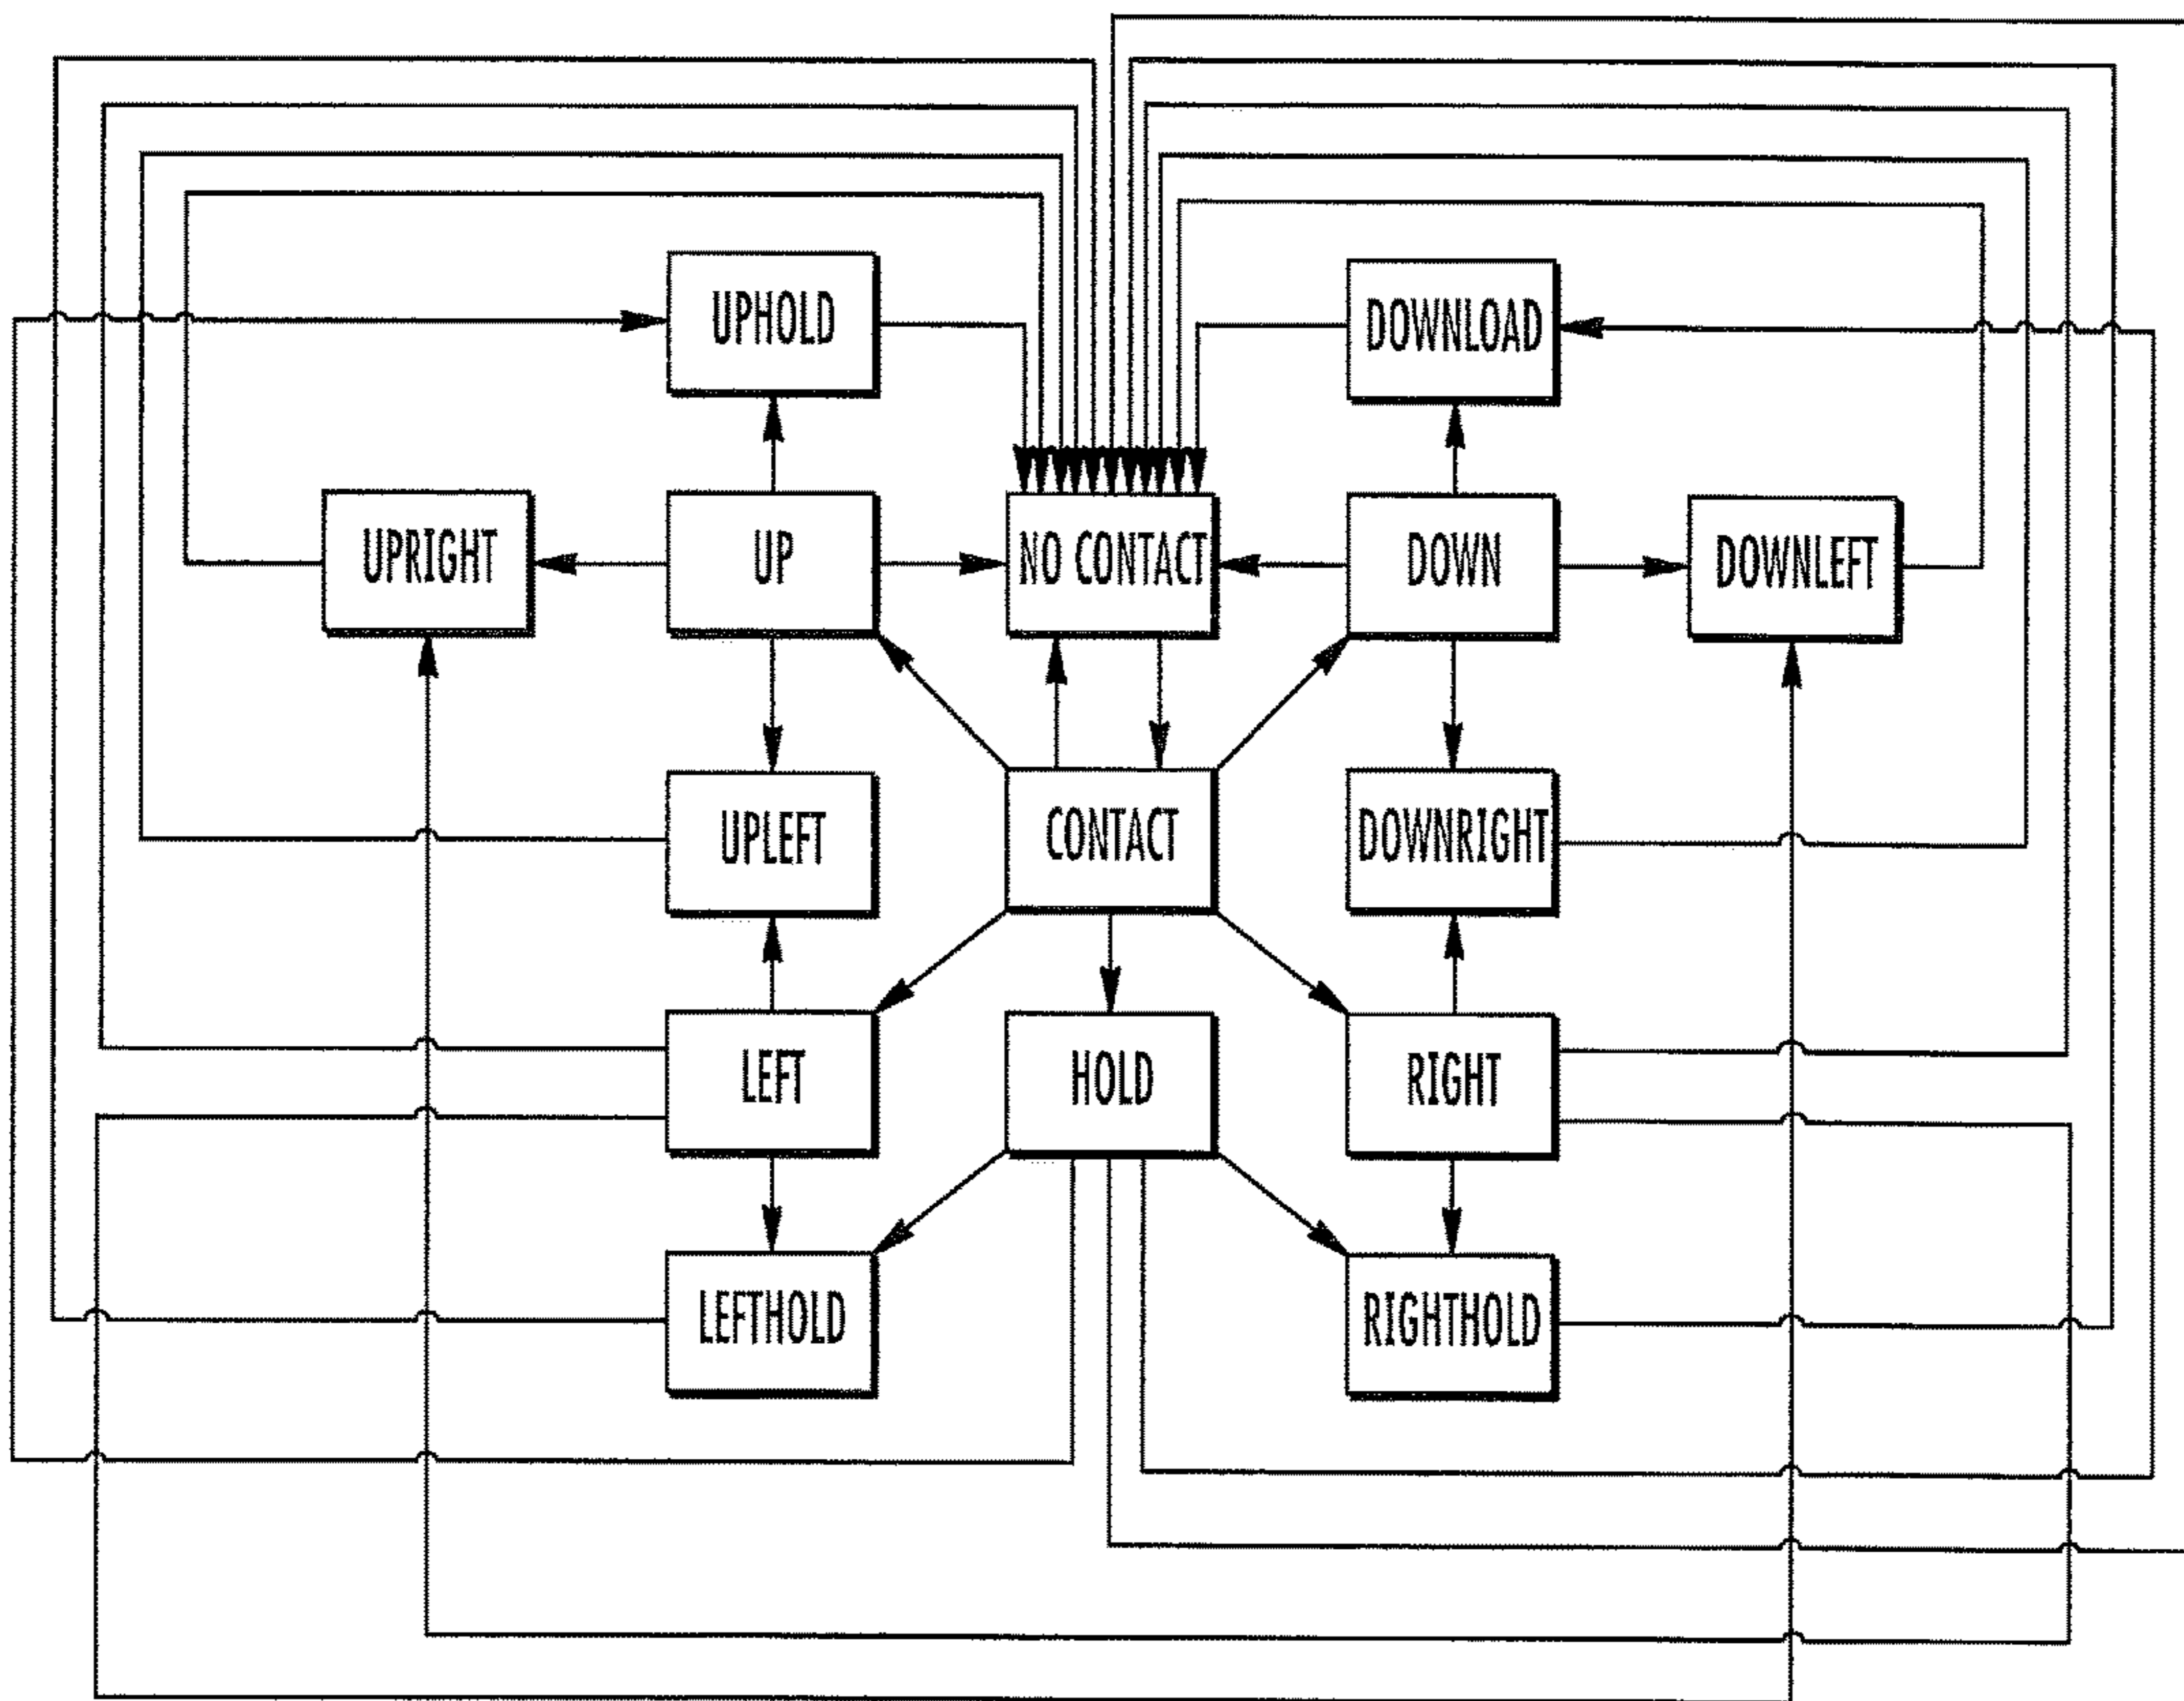 UPHOLD
DOWNLOAD
UPRIGHT
UP
NO CONTACT
DOWN
DOWNLEFT
UPLEFT
CONTACT
DOWNRIGHT
LEFT
HOLD
RIGHT
LEFTHOLD
RIGHTHOLD